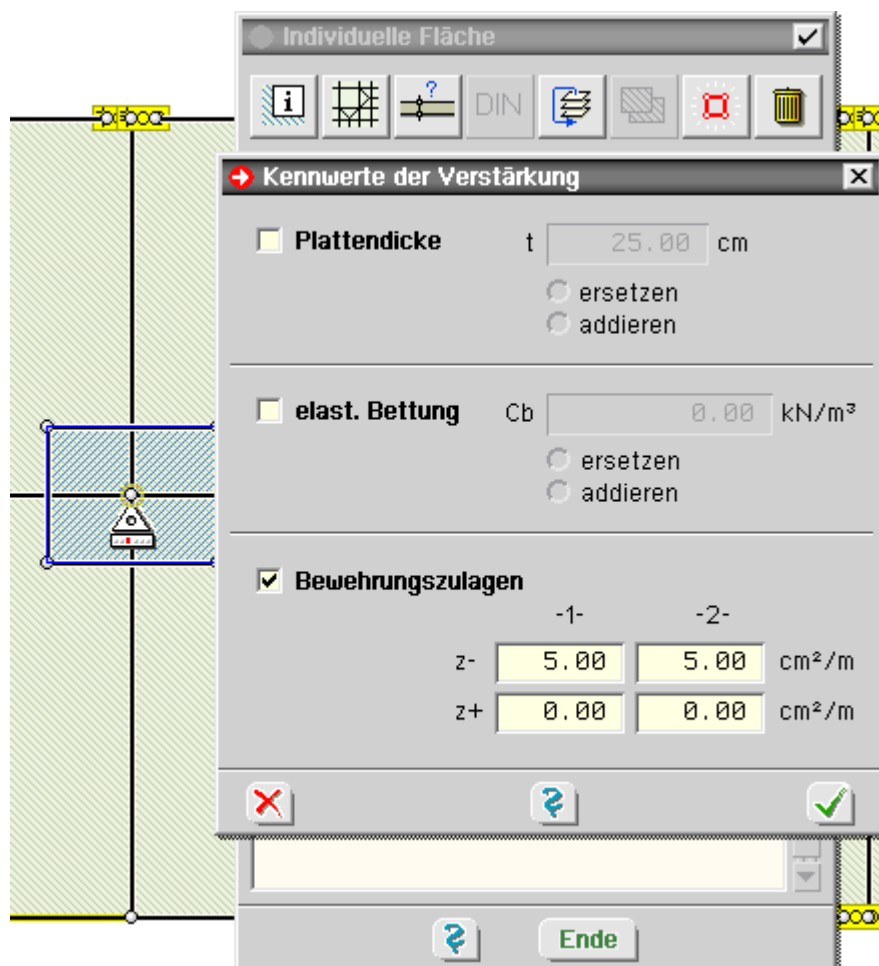 Individuelle Fläche
i ? DIN
Kennwerte der Verstärkung
Plattendicke t 25.00 cm
ersetzen
addieren
elast. Bettung Cb 0.00 kN/m³
ersetzen
addieren
Bewehrungszulagen
-1- -2-
z- 5.00 5.00 cm²/m
z+ 0.00 0.00 cm²/m
Ende